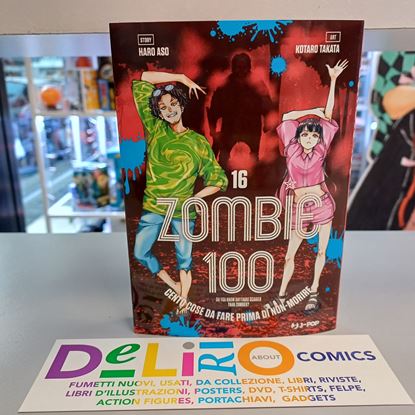 STORY
HARO ASO
ART
KOTARO TAKATA
16
ZOMBIE
100
CENTO COSE DA FARE PRIMA DI NON-MORIRE
J-POP
DeLiRiO ABOUT COMICS
FUMETTI NUOVI, USATI, DA COLLEZIONE, LIBRI, RIVISTE,
LIBRI D'ILLUSTRAZIONI, POSTERS, DVD, T-SHIRTS, FELPE,
ACTION FIGURES, PORTACHIAVI, GADGETS